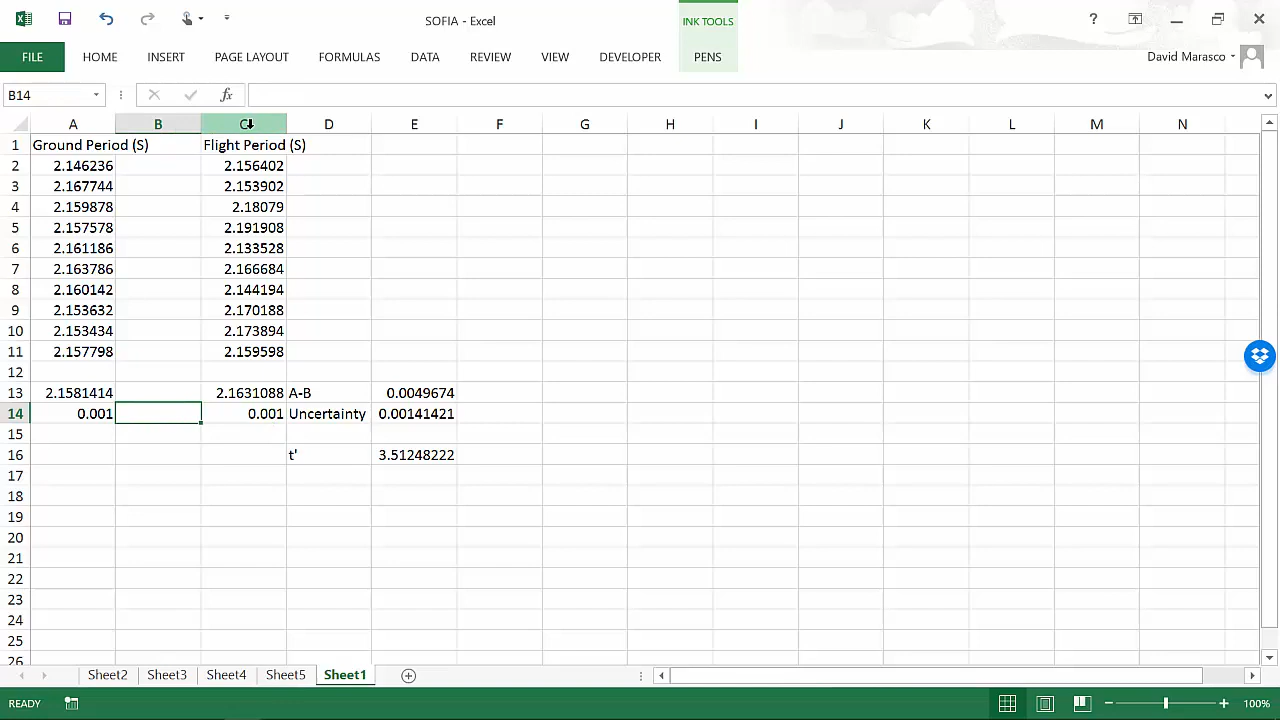 SOFIA - Excel
INK TOOLS
?
FILE HOME INSERT PAGE LAYOUT FORMULAS DATA REVIEW VIEW DEVELOPER PENS
David Marasco
B14 fx
A B C D E F G H I J K L M N
1 Ground Period (S) Flight Period (S)
2 2.146236 2.156402
3 2.167744 2.153902
4 2.159878 2.18079
5 2.157578 2.191908
6 2.161186 2.133528
7 2.163786 2.166684
8 2.160142 2.144194
9 2.153632 2.170188
10 2.153434 2.173894
11 2.157798 2.159598
12
13 2.1581414 2.1631088 A-B 0.0049674
14 0.001 0.001 Uncertainty 0.00141421
15
16 t' 3.51248222
17
18
19
20
21
22
23
24
25
26
Sheet2 Sheet3 Sheet4 Sheet5 Sheet1
READY 100%